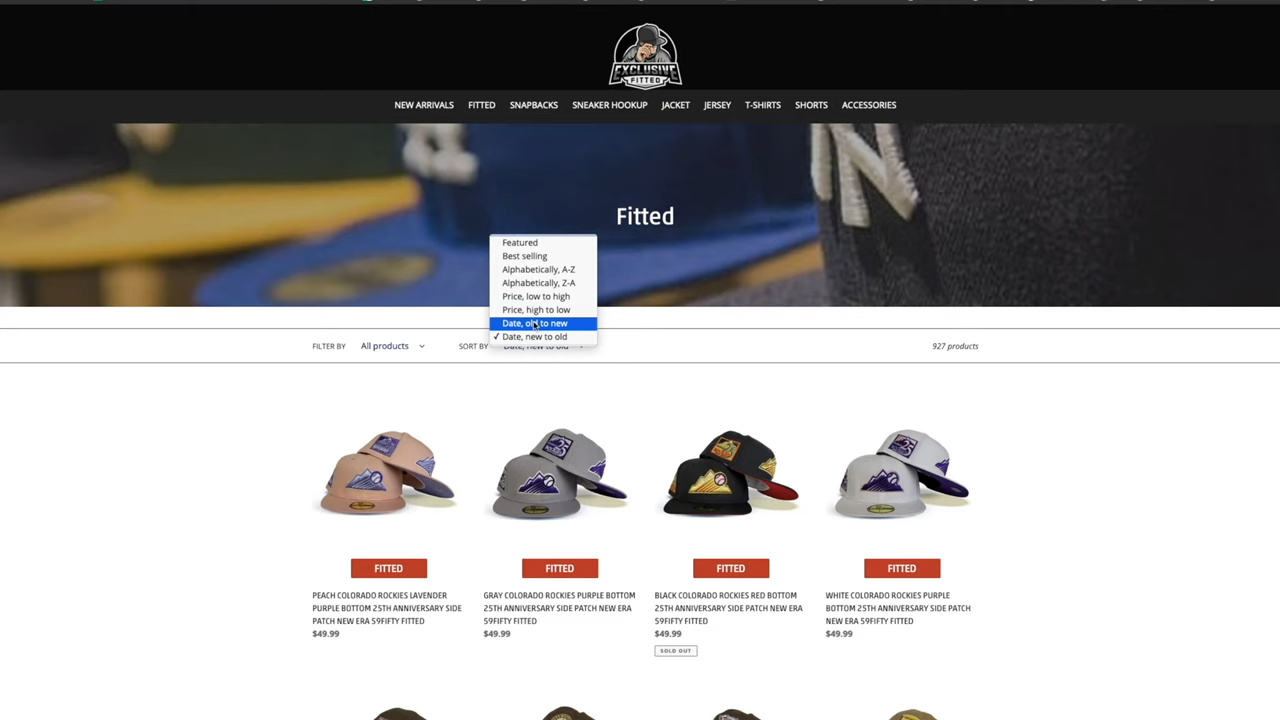 EXCLUSIVE
FITTED
NEW ARRIVALS FITTED SNAPBACKS SNEAKER HOOKUP JACKET JERSEY T-SHIRTS SHORTS ACCESSORIES
Fitted
Featured
Best selling
Alphabetically, A-Z
Alphabetically, Z-A
Price, low to high
Price, high to low
Date, old to new
✓ Date, new to old
FILTER BY All products SORT BY Date, new to old 927 products
FITTED FITTED FITTED FITTED
PEACH COLORADO ROCKIES LAVENDER
PURPLE BOTTOM 25TH ANNIVERSARY SIDE
PATCH NEW ERA 59FIFTY FITTED
$49.99
GRAY COLORADO ROCKIES PURPLE BOTTOM
25TH ANNIVERSARY SIDE PATCH NEW ERA
59FIFTY FITTED
$49.99
BLACK COLORADO ROCKIES RED BOTTOM
25TH ANNIVERSARY SIDE PATCH NEW ERA
59FIFTY FITTED
$49.99
SOLD OUT
WHITE COLORADO ROCKIES PURPLE
BOTTOM 25TH ANNIVERSARY SIDE PATCH
NEW ERA 59FIFTY FITTED
$49.99